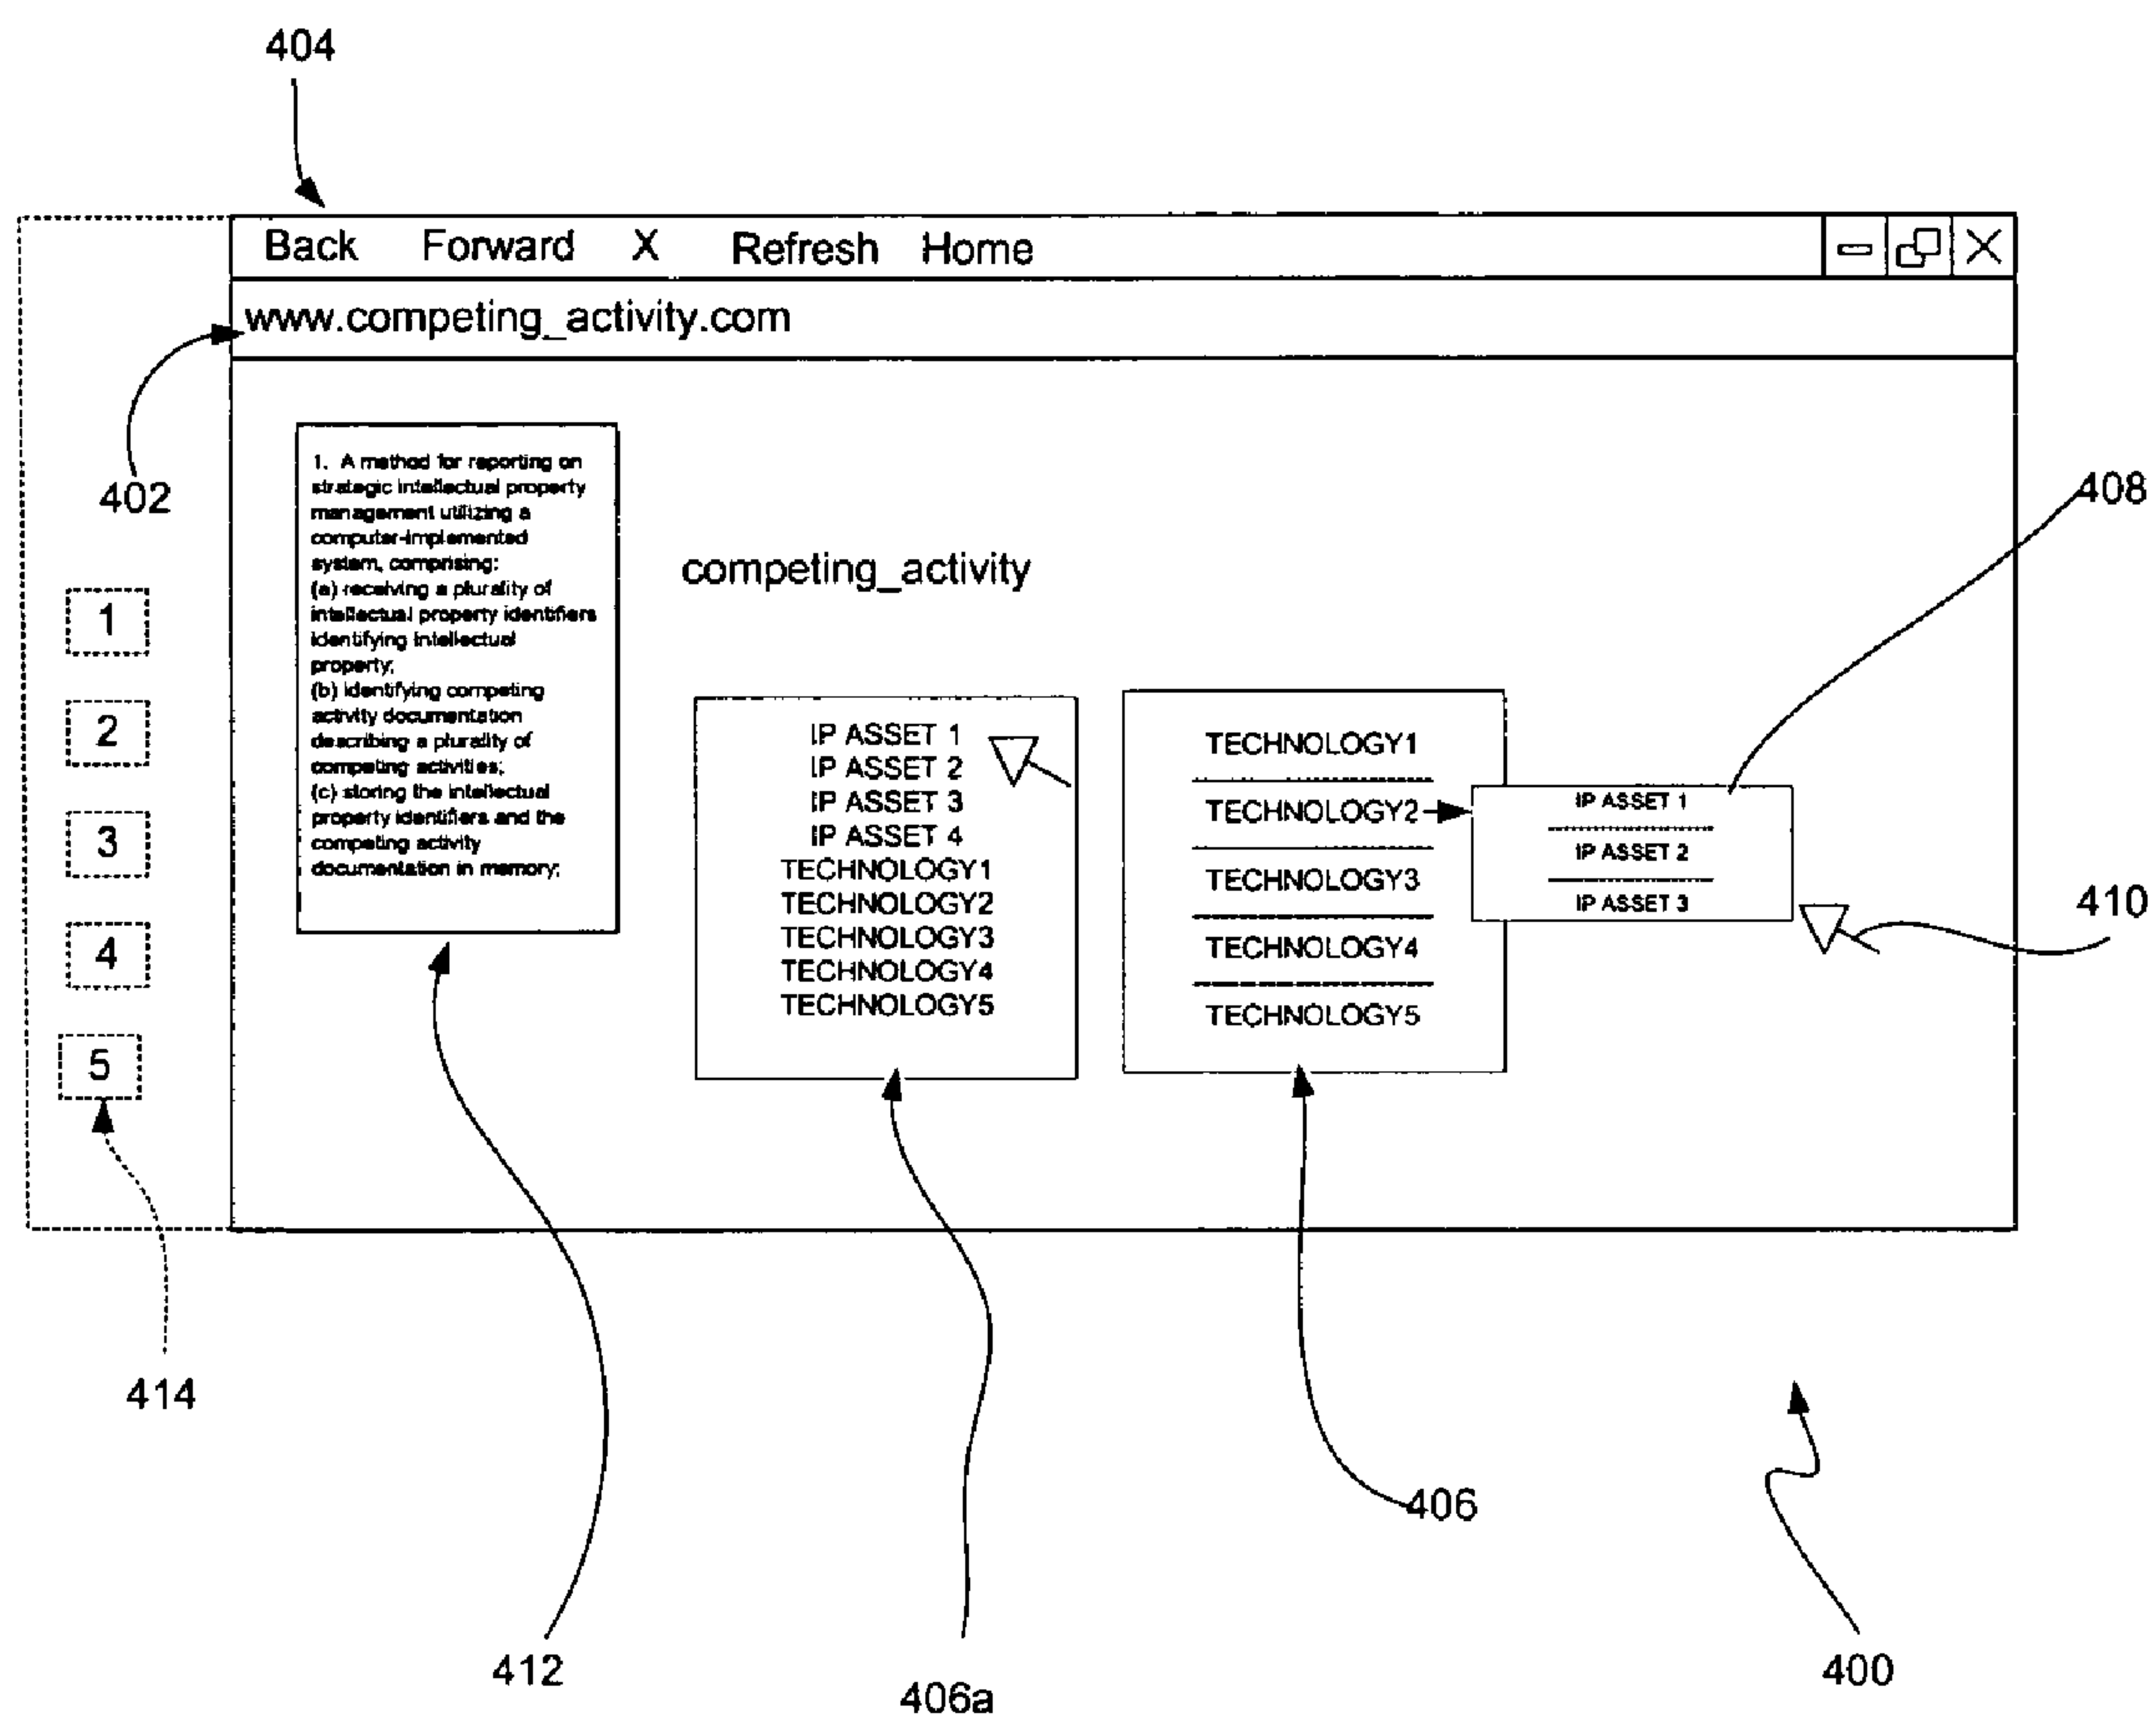 404
Back Forward X Refresh Home
www.competing_activity.com
402
1. A method for reporting on
strategic intellectual property
management utilizing a
computer-implemented
system, comprising:
(a) receiving a plurality of
intellectual property identifiers
identifying intellectual
property;
(b) identifying competing
activity documentation
describing a plurality of
competing activities;
(c) storing the intellectual
property identifiers and the
competing activity
documentation in memory;
408
competing_activity
1
2
3
4
5
IP ASSET 1
IP ASSET 2
IP ASSET 3
IP ASSET 4
TECHNOLOGY1
TECHNOLOGY2
TECHNOLOGY3
TECHNOLOGY4
TECHNOLOGY5
TECHNOLOGY1
TECHNOLOGY2
TECHNOLOGY3
TECHNOLOGY4
TECHNOLOGY5
IP ASSET 1
IP ASSET 2
IP ASSET 3
410
414
406
412
406a
400